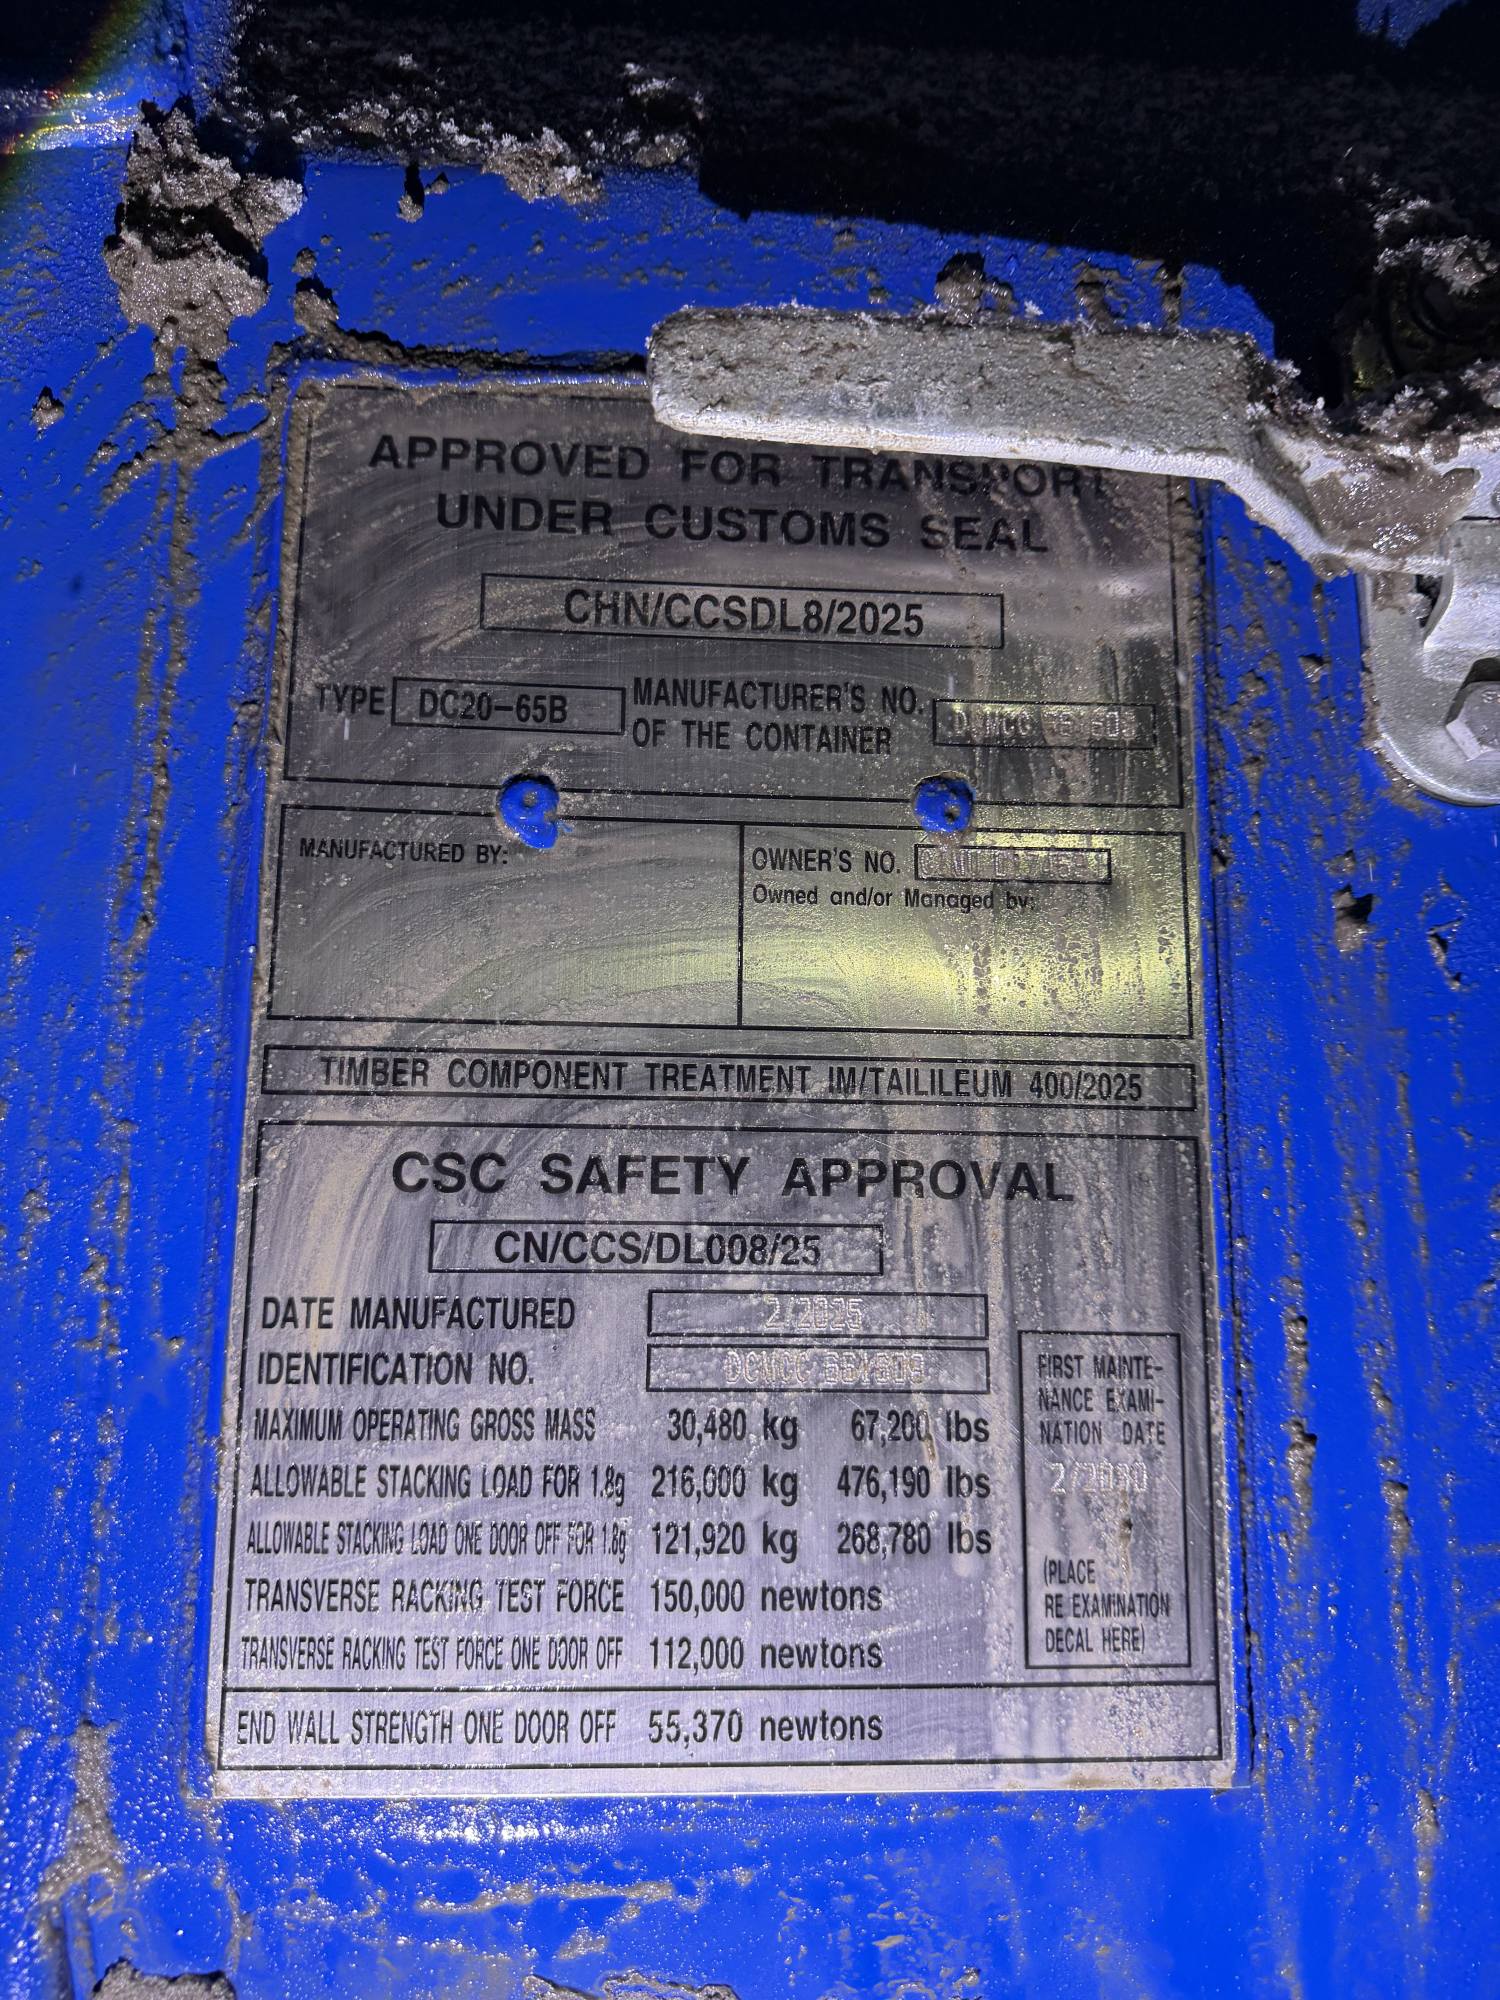 APPROVED FOR TRANSPORT
UNDER CUSTOMS SEAL
CHN/CCSDL8/2025
TYPE DC20-65B MANUFACTURER'S NO.
OF THE CONTAINER
MANUFACTURED BY:
OWNER'S NO.
Owned and/or Managed by:
TIMBER COMPONENT TREATMENT IM/TAILILEUM 400/2025
CSC SAFETY APPROVAL
CN/CCS/DL008/25
DATE MANUFACTURED 2/2025
IDENTIFICATION NO.
MAXIMUM OPERATING GROSS MASS 30,480 kg 67,200 lbs
ALLOWABLE STACKING LOAD FOR 1.8g 216,000 kg 476,190 lbs
ALLOWABLE STACKING LOAD ONE DOOR OFF FOR 1.8g 121,920 kg 268,780 lbs
TRANSVERSE RACKING TEST FORCE 150,000 newtons
TRANSVERSE RACKING TEST FORCE ONE DOOR OFF 112,000 newtons
END WALL STRENGTH ONE DOOR OFF 55,370 newtons
FIRST MAINTE-
NANCE EXAMI-
NATION DATE
2/2030
(PLACE
RE EXAMINATION
DECAL HERE)